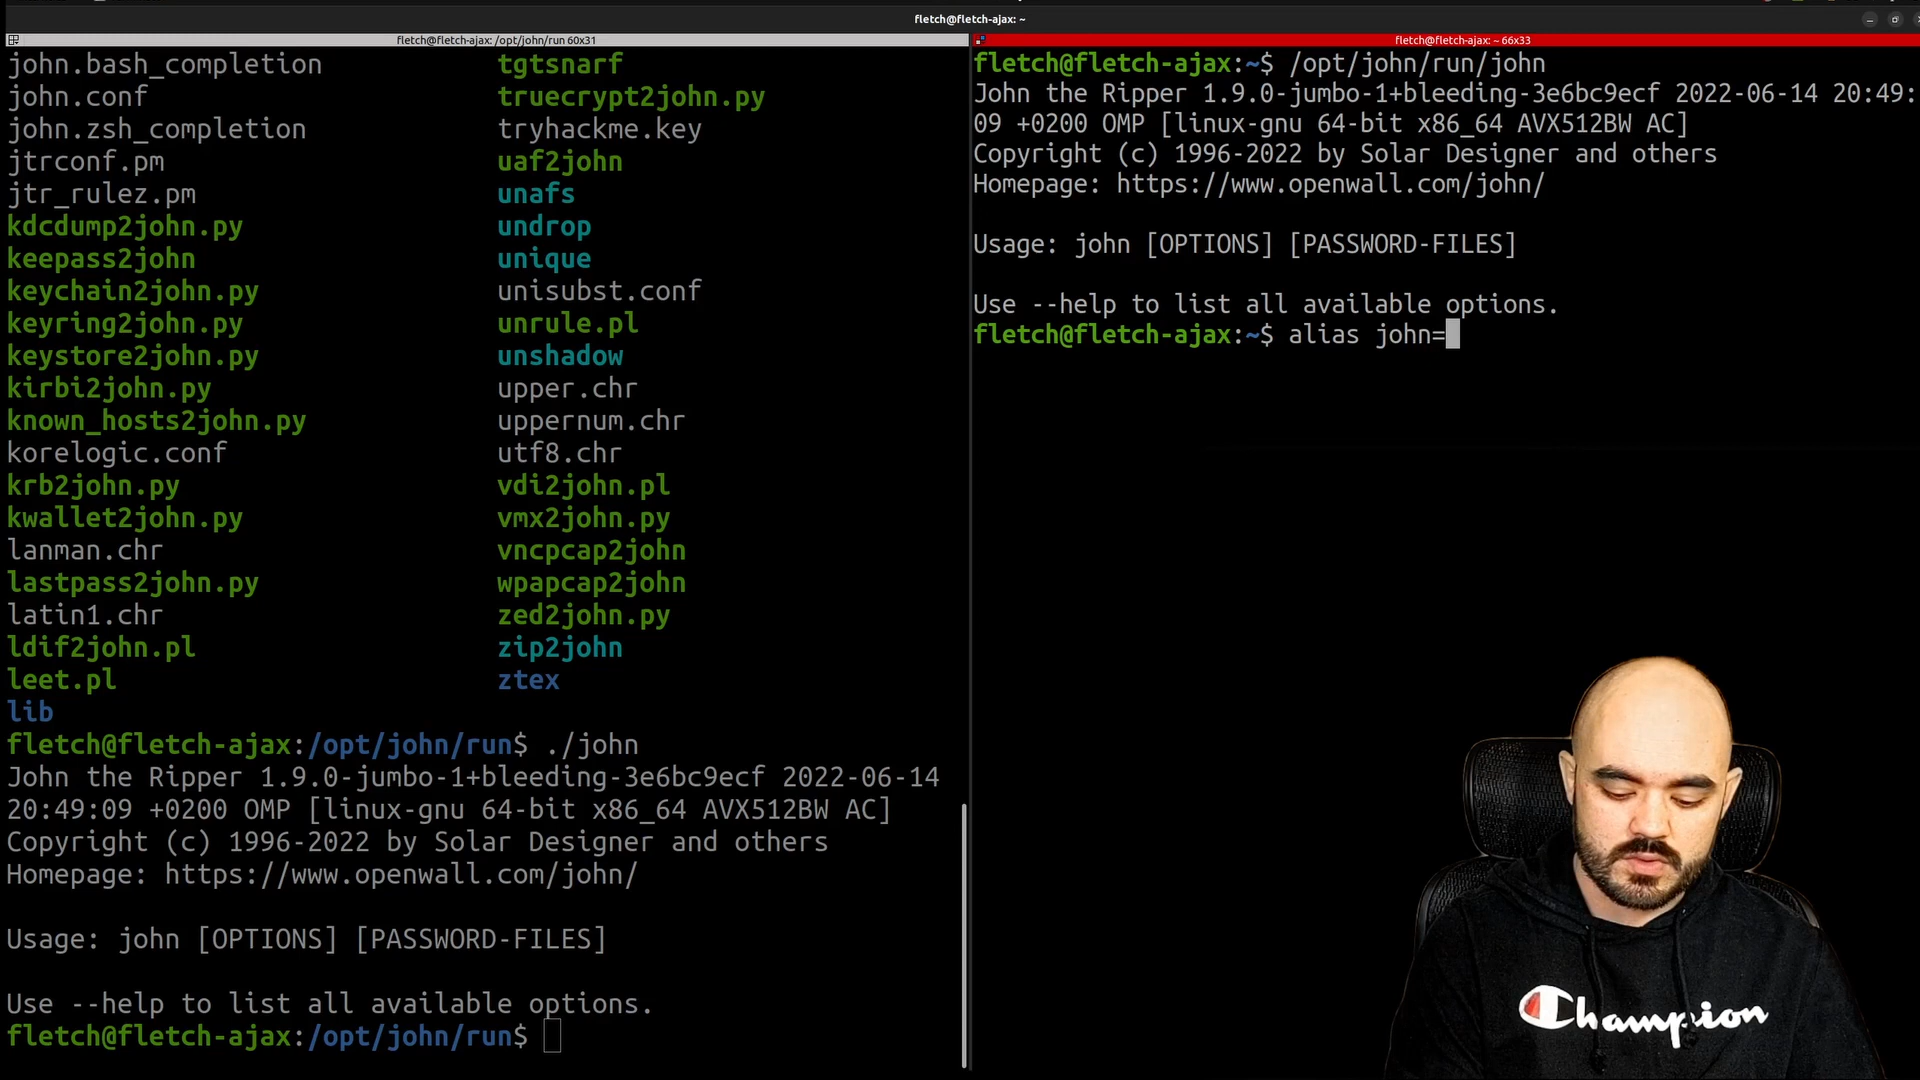 fletch@fletch-ajax: ~
fletch@fletch-ajax: /opt/john/run 60x31
john.bash_completion tgtsnarf
john.conf truecrypt2john.py
john.zsh_completion tryhackme.key
jtrconf.pm uaf2john
jtr_rulez.pm unafs
kdcdump2john.py undrop
keepass2john unique
keychain2john.py unisubst.conf
keyring2john.py unrule.pl
keystore2john.py unshadow
kirbi2john.py upper.chr
known_hosts2john.py uppernum.chr
korelogic.conf utf8.chr
krb2john.py vdi2john.pl
kwallet2john.py vmx2john.py
lanman.chr vncpcap2john
lastpass2john.py wpapcap2john
latin1.chr zed2john.py
ldif2john.pl zip2john
leet.pl ztex
lib
fletch@fletch-ajax:/opt/john/run$ ./john
John the Ripper 1.9.0-jumbo-1+bleeding-3e6bc9ecf 2022-06-14
20:49:09 +0200 OMP [linux-gnu 64-bit x86_64 AVX512BW AC]
Copyright (c) 1996-2022 by Solar Designer and others
Homepage: https://www.openwall.com/john/
Usage: john [OPTIONS] [PASSWORD-FILES]
Use --help to list all available options.
fletch@fletch-ajax:/opt/john/run$
fletch@fletch-ajax: ~ 66x33
fletch@fletch-ajax:~$ /opt/john/run/john
John the Ripper 1.9.0-jumbo-1+bleeding-3e6bc9ecf 2022-06-14 20:49:
09 +0200 OMP [linux-gnu 64-bit x86_64 AVX512BW AC]
Copyright (c) 1996-2022 by Solar Designer and others
Homepage: https://www.openwall.com/john/
Usage: john [OPTIONS] [PASSWORD-FILES]
Use --help to list all available options.
fletch@fletch-ajax:~$ alias john=
Champion